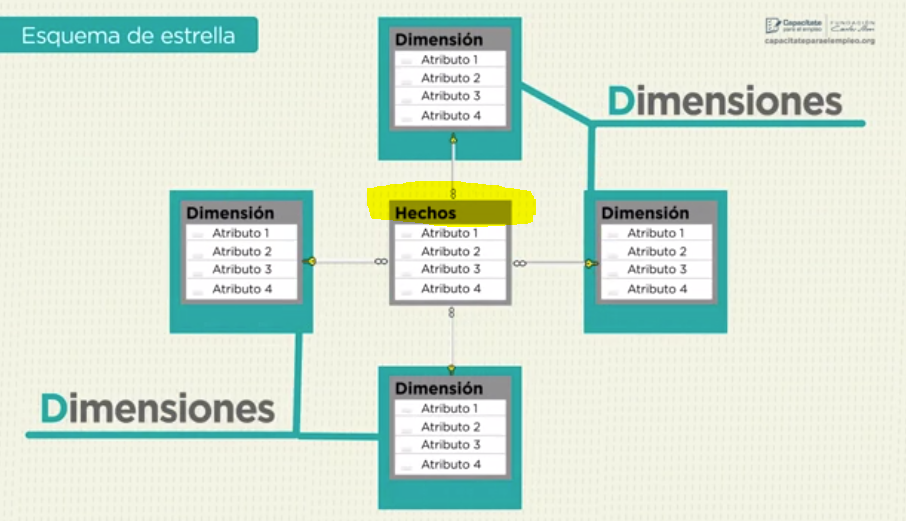 Esquema de estrella
Capacítate
para el empleo
FUNDACIÓN
Carlos Slim
capacitateparaelempleo.org
Dimensión
Atributo 1
Atributo 2
Atributo 3
Atributo 4
Dimensiones
Dimensión
Atributo 1
Atributo 2
Atributo 3
Atributo 4
Hechos
Atributo 1
Atributo 2
Atributo 3
Atributo 4
Dimensión
Atributo 1
Atributo 2
Atributo 3
Atributo 4
Dimensiones
Dimensión
Atributo 1
Atributo 2
Atributo 3
Atributo 4